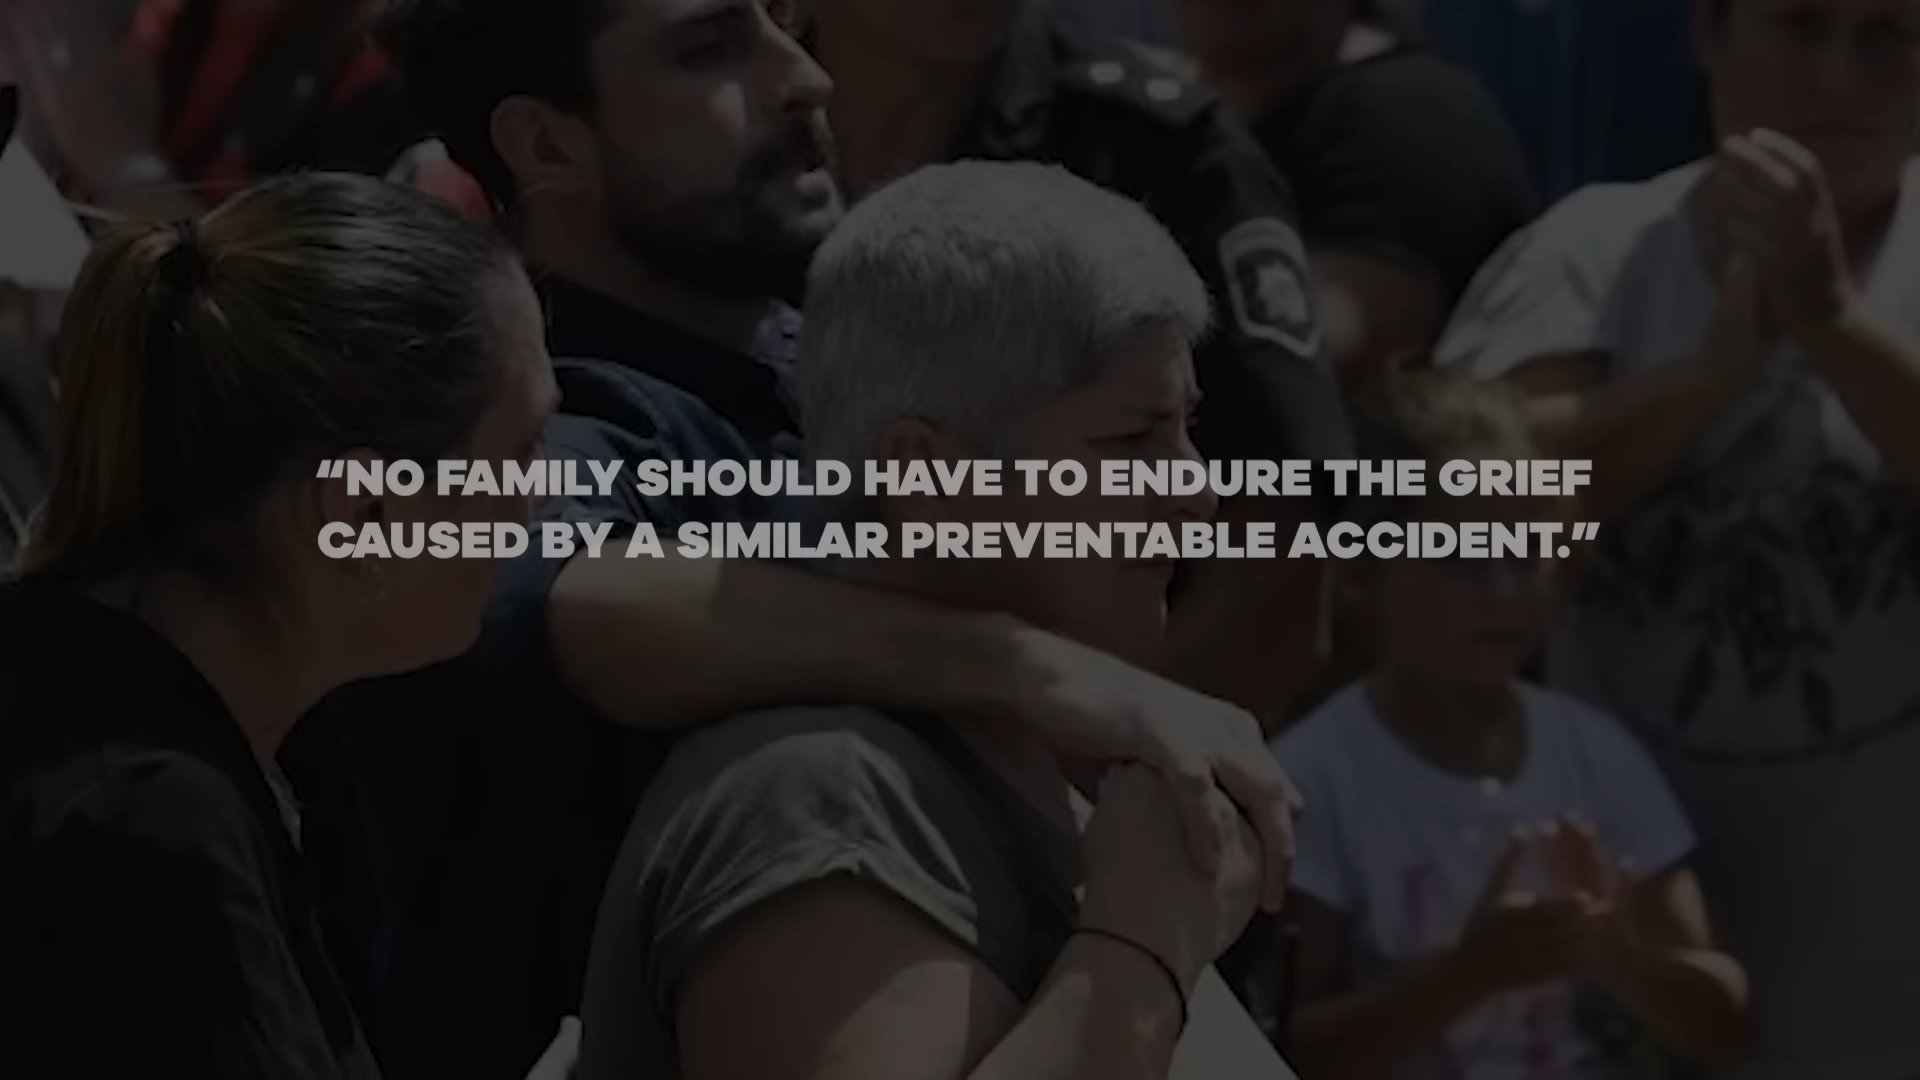 “NO FAMILY SHOULD HAVE TO ENDURE THE GRIEF
CAUSED BY A SIMILAR PREVENTABLE ACCIDENT.”